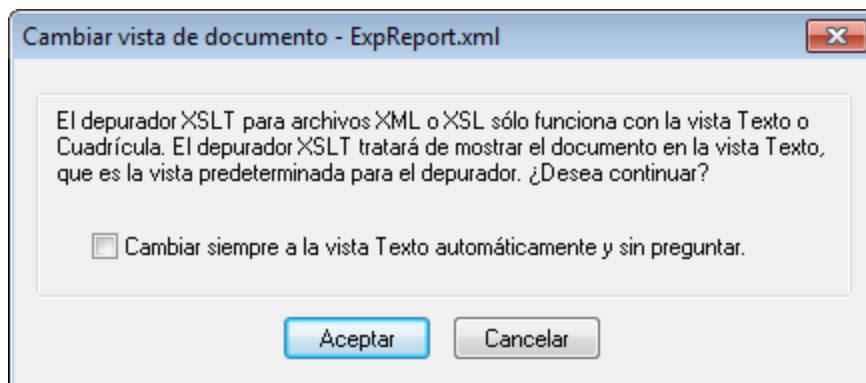 Cambiar vista de documento - ExpReport.xml
El depurador XSLT para archivos XML o XSL sólo funciona con la vista Texto o
Cuadrícula. El depurador XSLT tratará de mostrar el documento en la vista Texto,
que es la vista predeterminada para el depurador. ¿Desea continuar?
Cambiar siempre a la vista Texto automáticamente y sin preguntar.
Aceptar
Cancelar